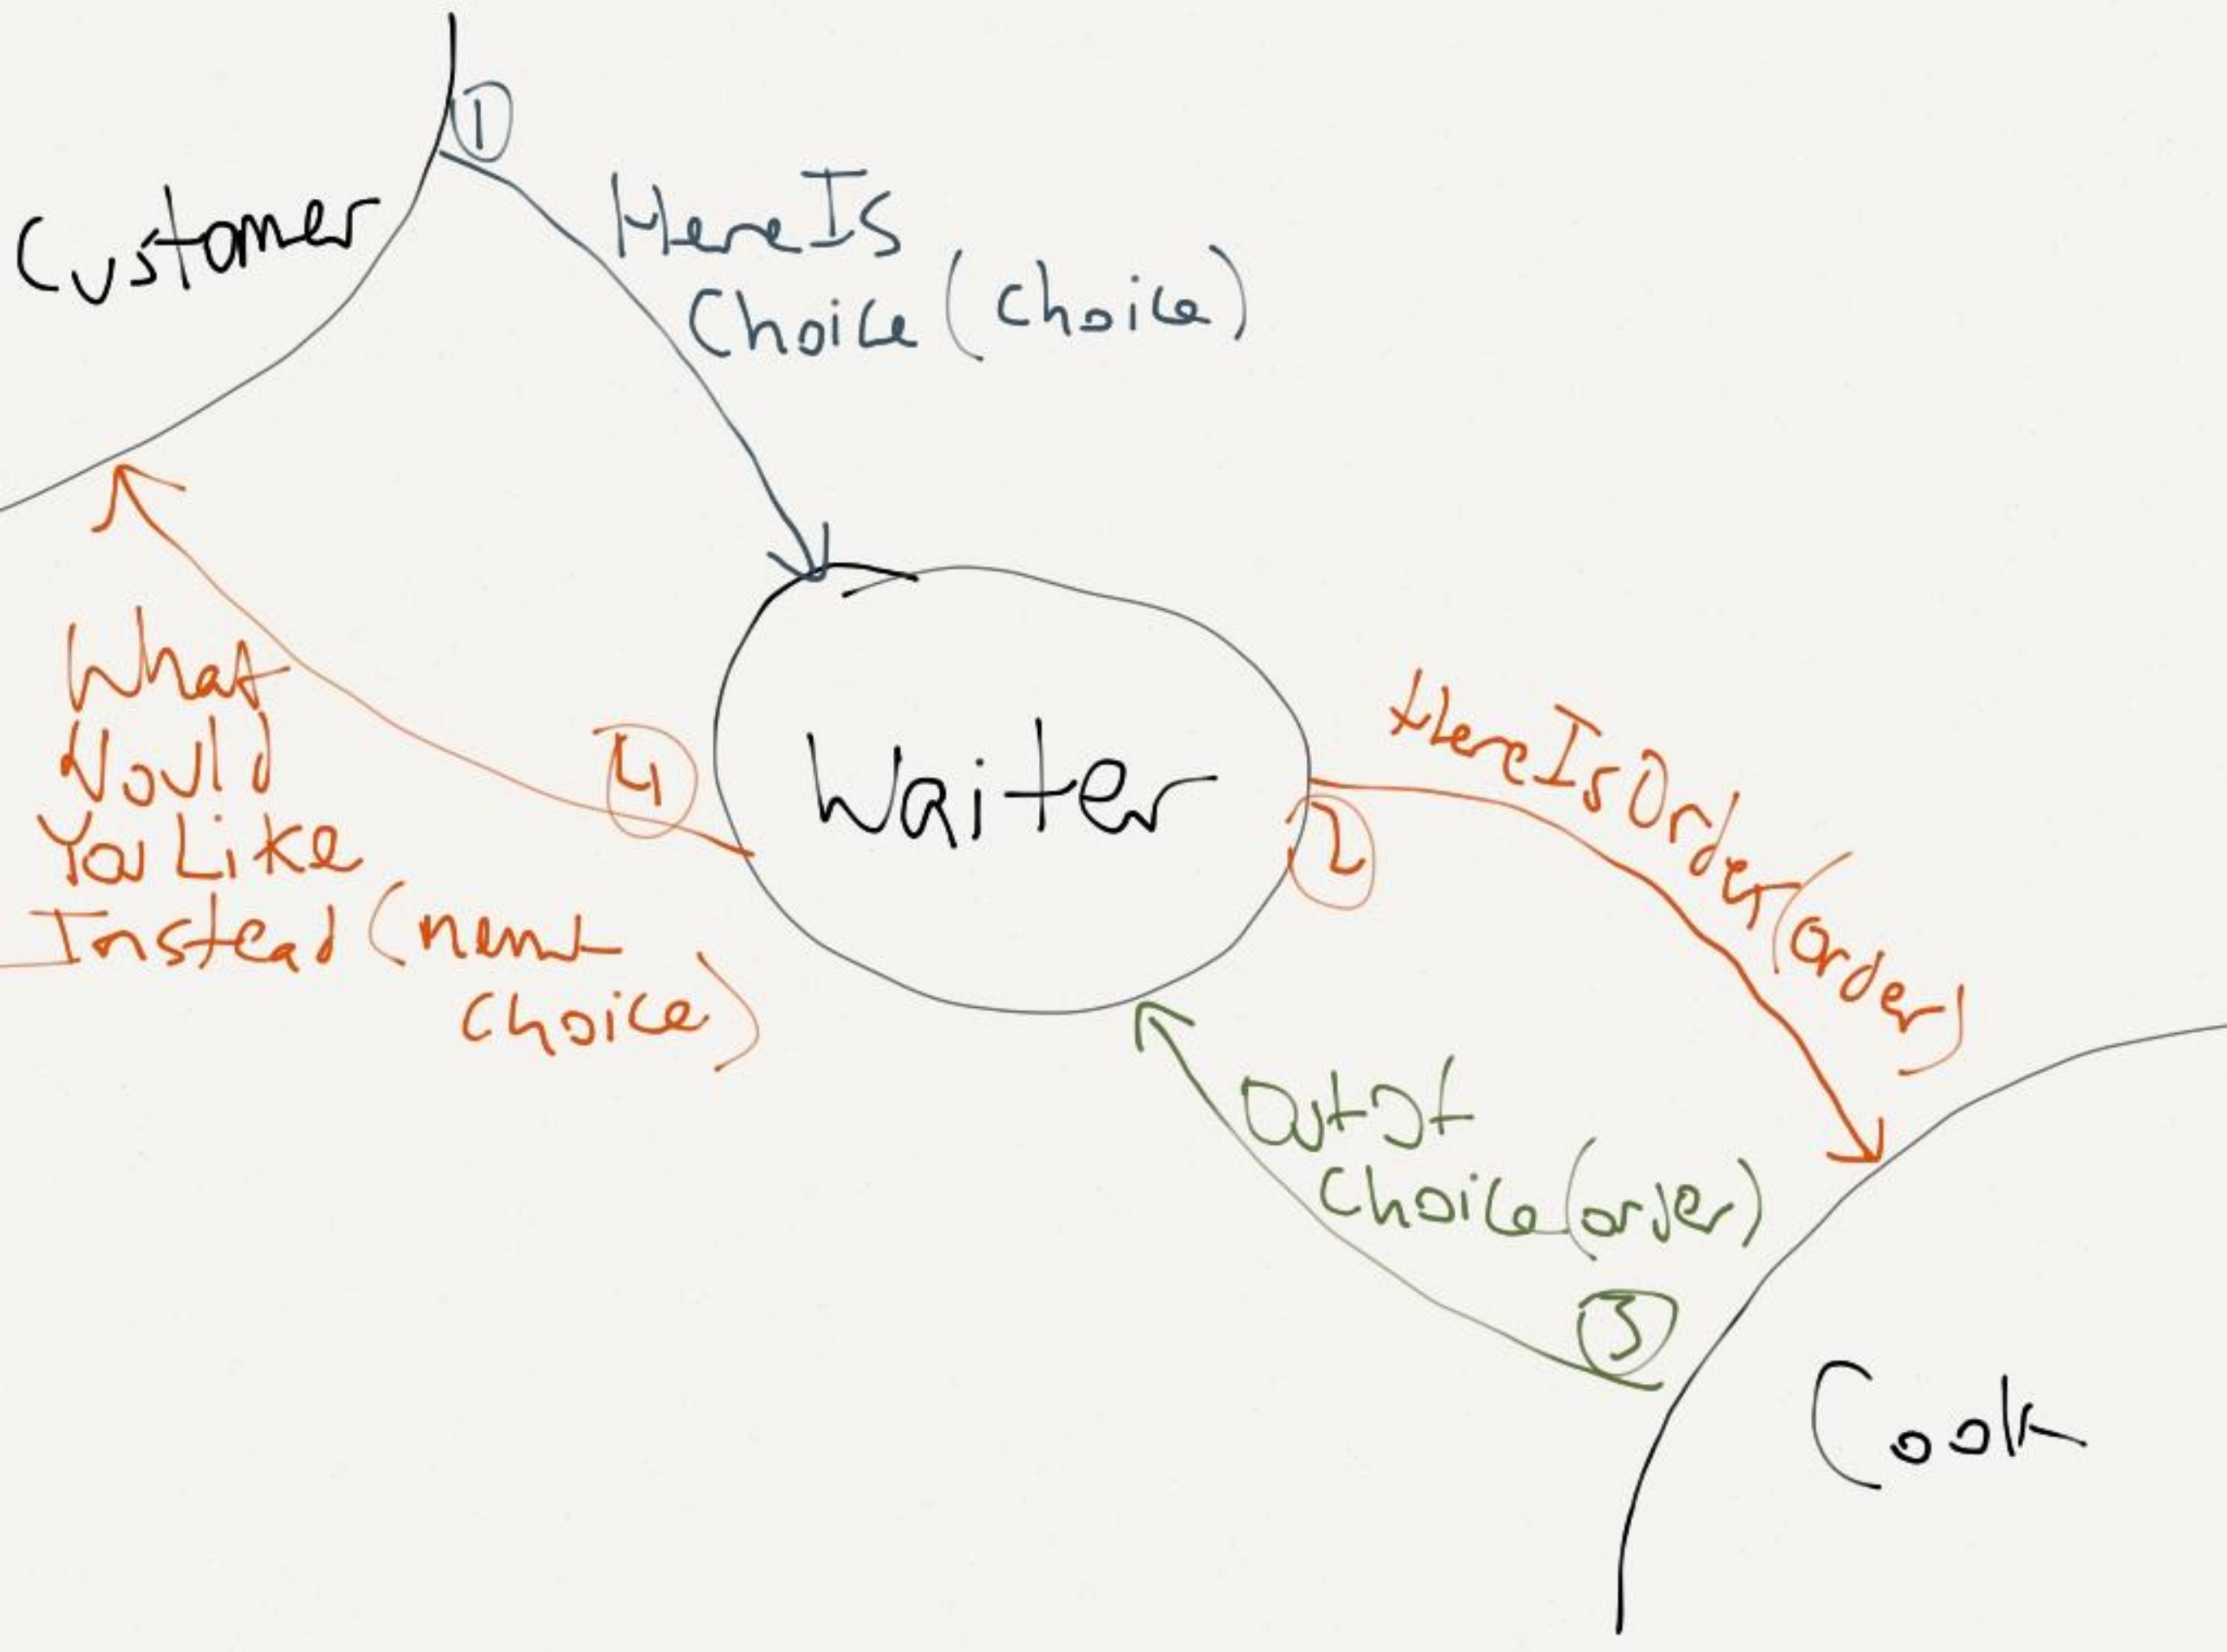 1
Customer
HereIs
Choice (choice)
What
Would
You Like
Instead (
choice)
4
Waiter
2
HereIsOrder(order)
OutOf
Choice(order)
3
Cook